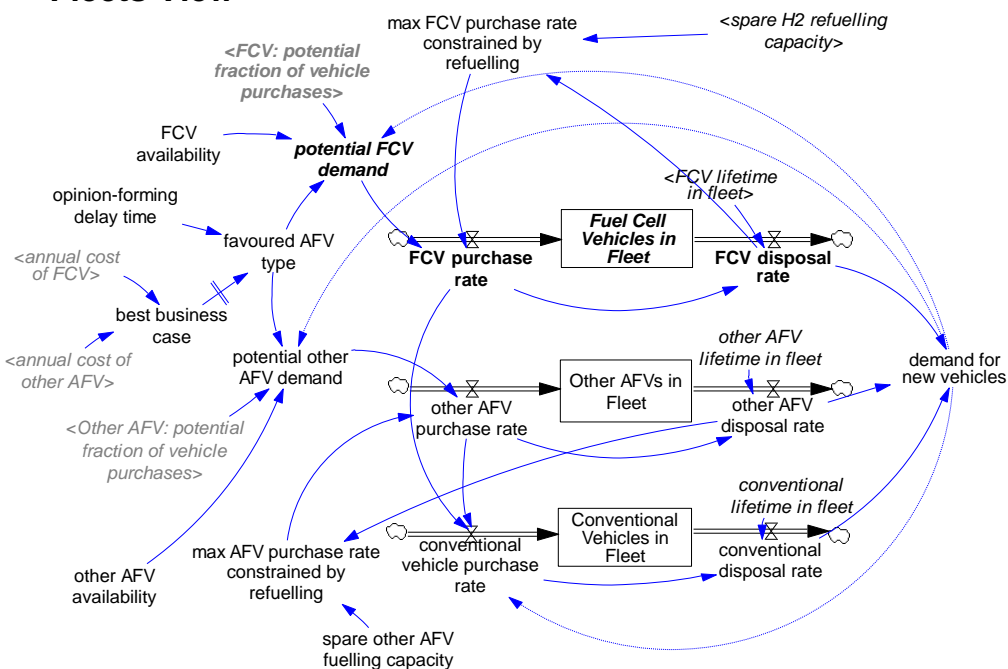 max FCV purchase rate
constrained by
refuelling
<spare H2 refuelling
capacity>
<FCV: potential
fraction of vehicle
purchases>
FCV
availability
potential FCV
demand
opinion-forming
delay time
<FCV lifetime
in fleet>
favoured AFV
type
Fuel Cell
Vehicles in
Fleet
FCV purchase
rate
FCV disposal
rate
<annual cost
of FCV>
best business
case
<annual cost of
other AFV>
potential other
AFV demand
other AFV
lifetime in fleet
demand for
new vehicles
Other AFVs in
Fleet
other AFV
purchase rate
other AFV
disposal rate
<Other AFV: potential
fraction of vehicle
purchases>
conventional
lifetime in fleet
Conventional
Vehicles in
Fleet
max AFV purchase rate
constrained by
refuelling
conventional
vehicle purchase
rate
conventional
disposal rate
other AFV
availability
spare other AFV
fuelling capacity